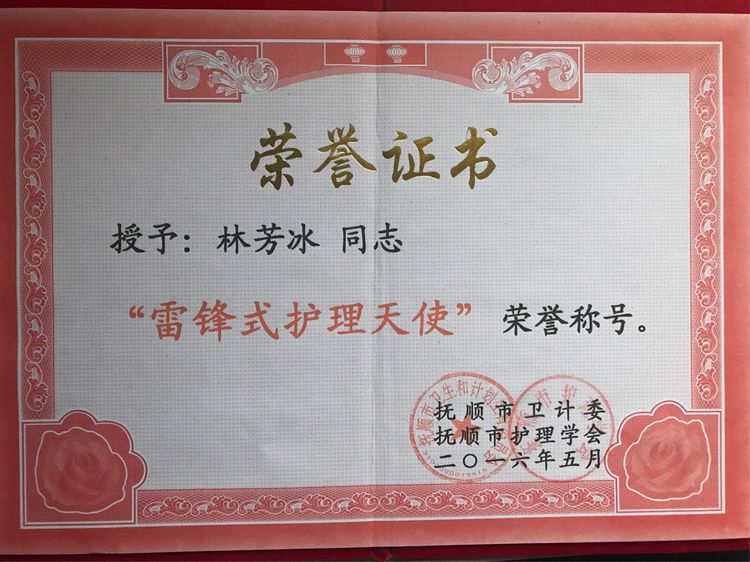 荣誉证书
授予：林芳冰 同志
“雷锋式护理天使” 荣誉称号。
抚顺市卫计委
抚顺市护理学会
二〇一六年五月